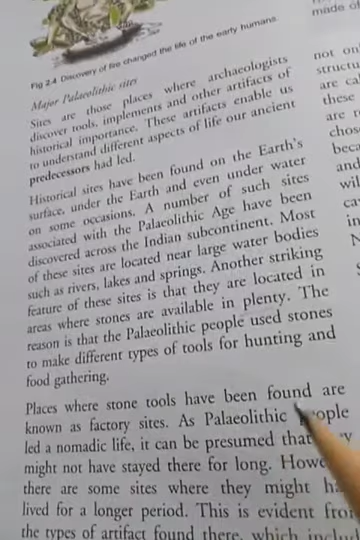 Fig 2.4 Discovery of fire changed the life of the early humans.
Major Palaeolithic sites
Sites are those places where archaeologists
discover tools, implements and other artifacts of
historical importance. These artifacts enable us
to understand different aspects of life our ancient
predecessors had led.
Historical sites have been found on the Earth's
surface, under the Earth and even under water
on some occasions. A number of such sites
associated with the Palaeolithic Age have been
discovered across the Indian subcontinent. Most
of these sites are located near large water bodies
such as rivers, lakes and springs. Another striking
feature of these sites is that they are located in
areas where stones are available in plenty. The
reason is that the Palaeolithic people used stones
to make different types of tools for hunting and
food gathering.
Places where stone tools have been found are
known as factory sites. As Palaeolithic
led a nomadic life, it can be presumed that
might not have stayed there for long.
there are some sites where they might
lived for a longer period. This is evident
the types of artifact found there, which
made of
not
are
these
are
and